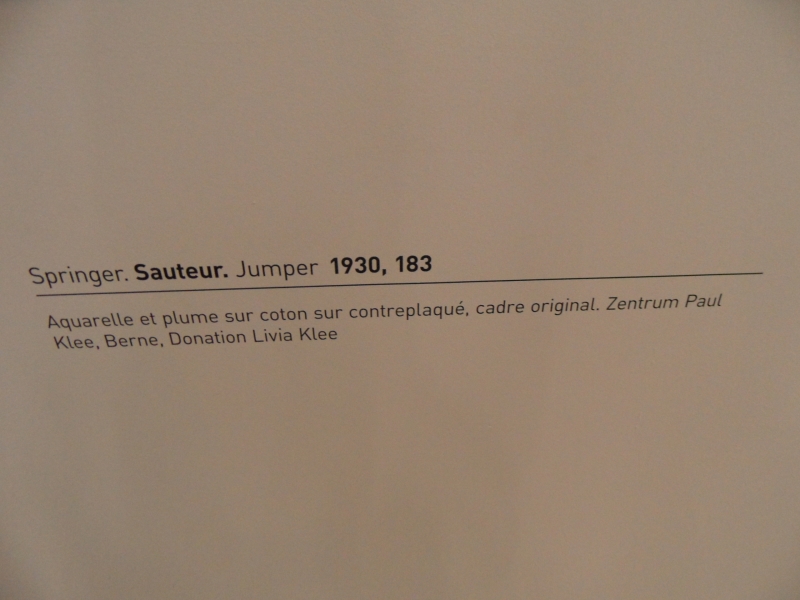 Springer. Sauteur. Jumper 1930, 183
Aquarelle et plume sur coton sur contreplaqué, cadre original. Zentrum Paul
Klee, Berne, Donation Livia Klee